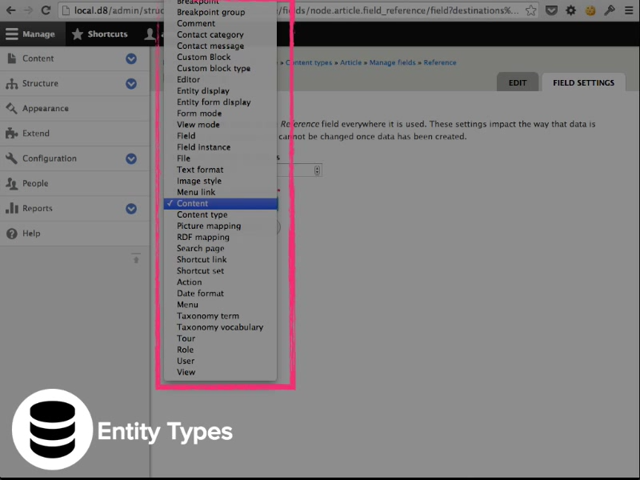 local.d8/admin/struc
/fields/node.article.field_reference/field?destinations%...
Manage
Shortcuts
Content
Structure
Appearance
Extend
Configuration
People
Reports
Help
» Content types » Article » Manage fields » Reference
EDIT
FIELD SETTINGS
Reference field everywhere it is used. These settings impact the way that data is
cannot be changed once data has been created.
Breakpoint
Breakpoint group
Comment
Contact category
Contact message
Custom Block
Custom block type
Editor
Entity display
Entity form display
Form mode
View mode
Field
Field instance
File
Text format
Image style
Menu link
✓ Content
Content type
Picture mapping
RDF mapping
Search page
Shortcut link
Shortcut set
Action
Date format
Menu
Taxonomy term
Taxonomy vocabulary
Tour
Role
User
View
Entity Types